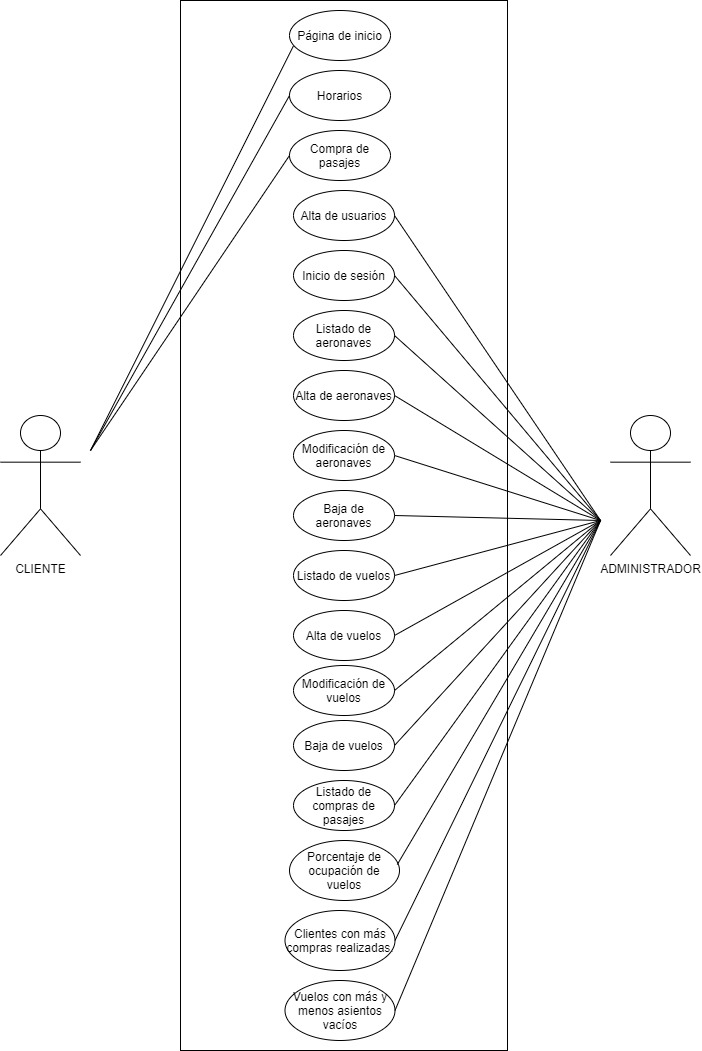 Página de inicio
Horarios
Compra de
pasajes
Alta de usuarios
Inicio de sesión
Listado de
aeronaves
Alta de aeronaves
Modificación de
aeronaves
Baja de
aeronaves
Listado de vuelos
Alta de vuelos
Modificación de
vuelos
Baja de vuelos
Listado de
compras de
pasajes
Porcentaje de
ocupación de
vuelos
Clientes con más
compras realizadas
Vuelos con más y
menos asientos
vacíos
CLIENTE
ADMINISTRADOR